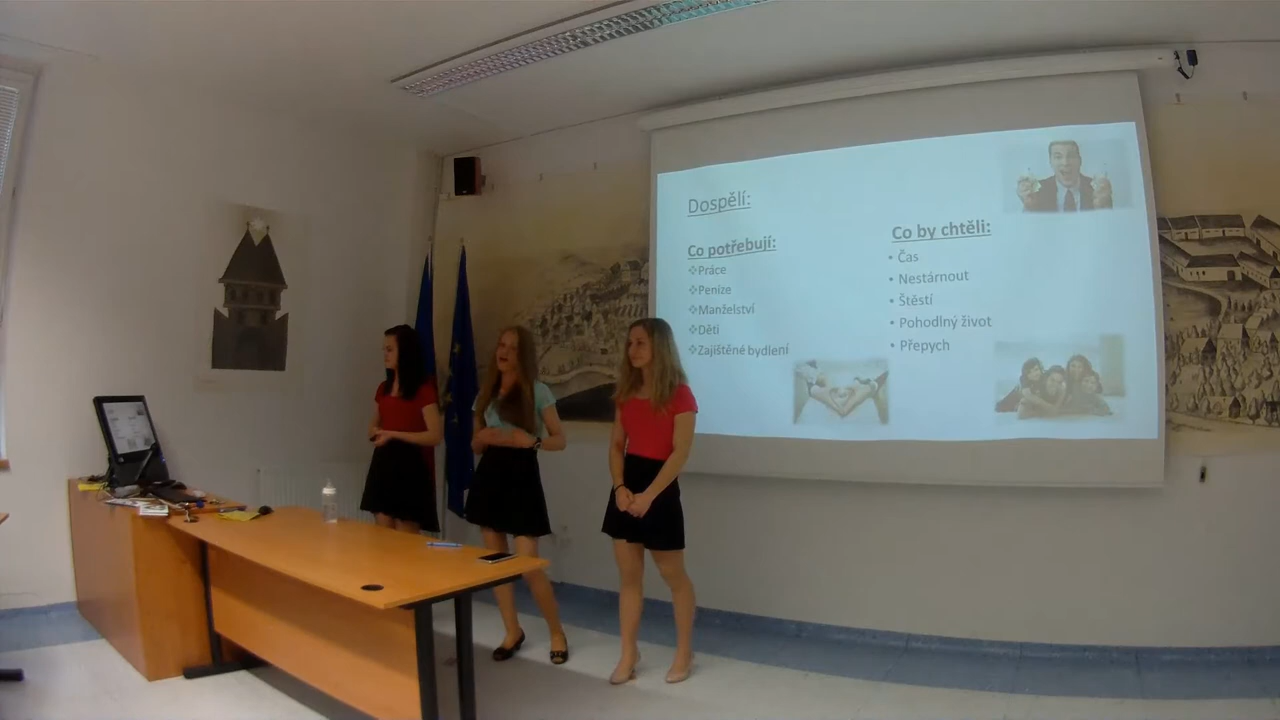 Dospělí:
Co potřebují:
Práce
Peníze
Manželství
Děti
Zajištěné bydlení
Co by chtěli:
Čas
Nestárnout
Štěstí
Pohodlný život
Přepych